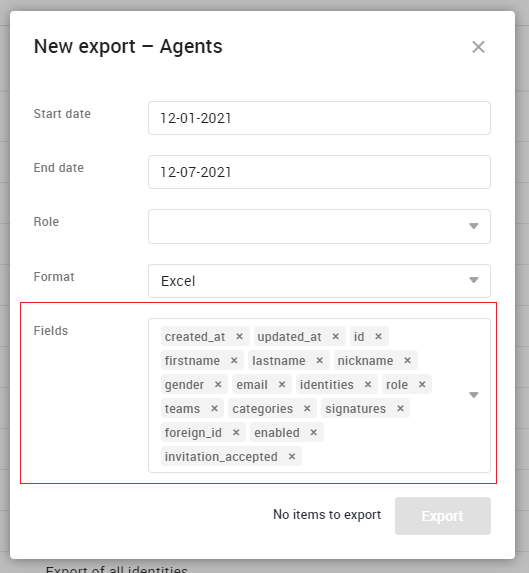 New export – Agents ×
Start date 12-01-2021
End date 12-07-2021
Role
Format Excel
Fields created_at × updated_at × id ×
firstname × lastname × nickname ×
gender × email × identities × role ×
teams × categories × signatures ×
foreign_id × enabled ×
invitation_accepted ×
No items to export Export
Export of all identities